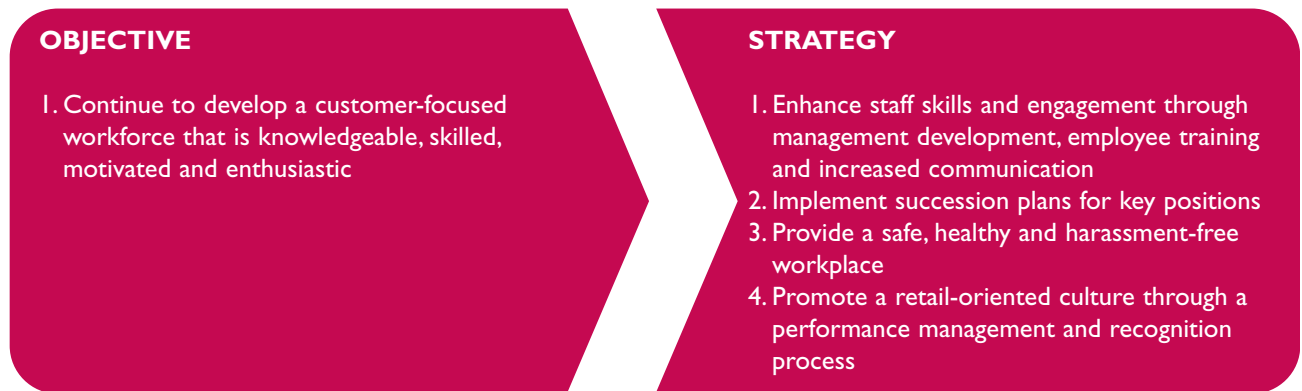 OBJECTIVE
1. Continue to develop a customer-focused
workforce that is knowledgeable, skilled,
motivated and enthusiastic
STRATEGY
1. Enhance staff skills and engagement through
management development, employee training
and increased communication
2. Implement succession plans for key positions
3. Provide a safe, healthy and harassment-free
workplace
4. Promote a retail-oriented culture through a
performance management and recognition
process